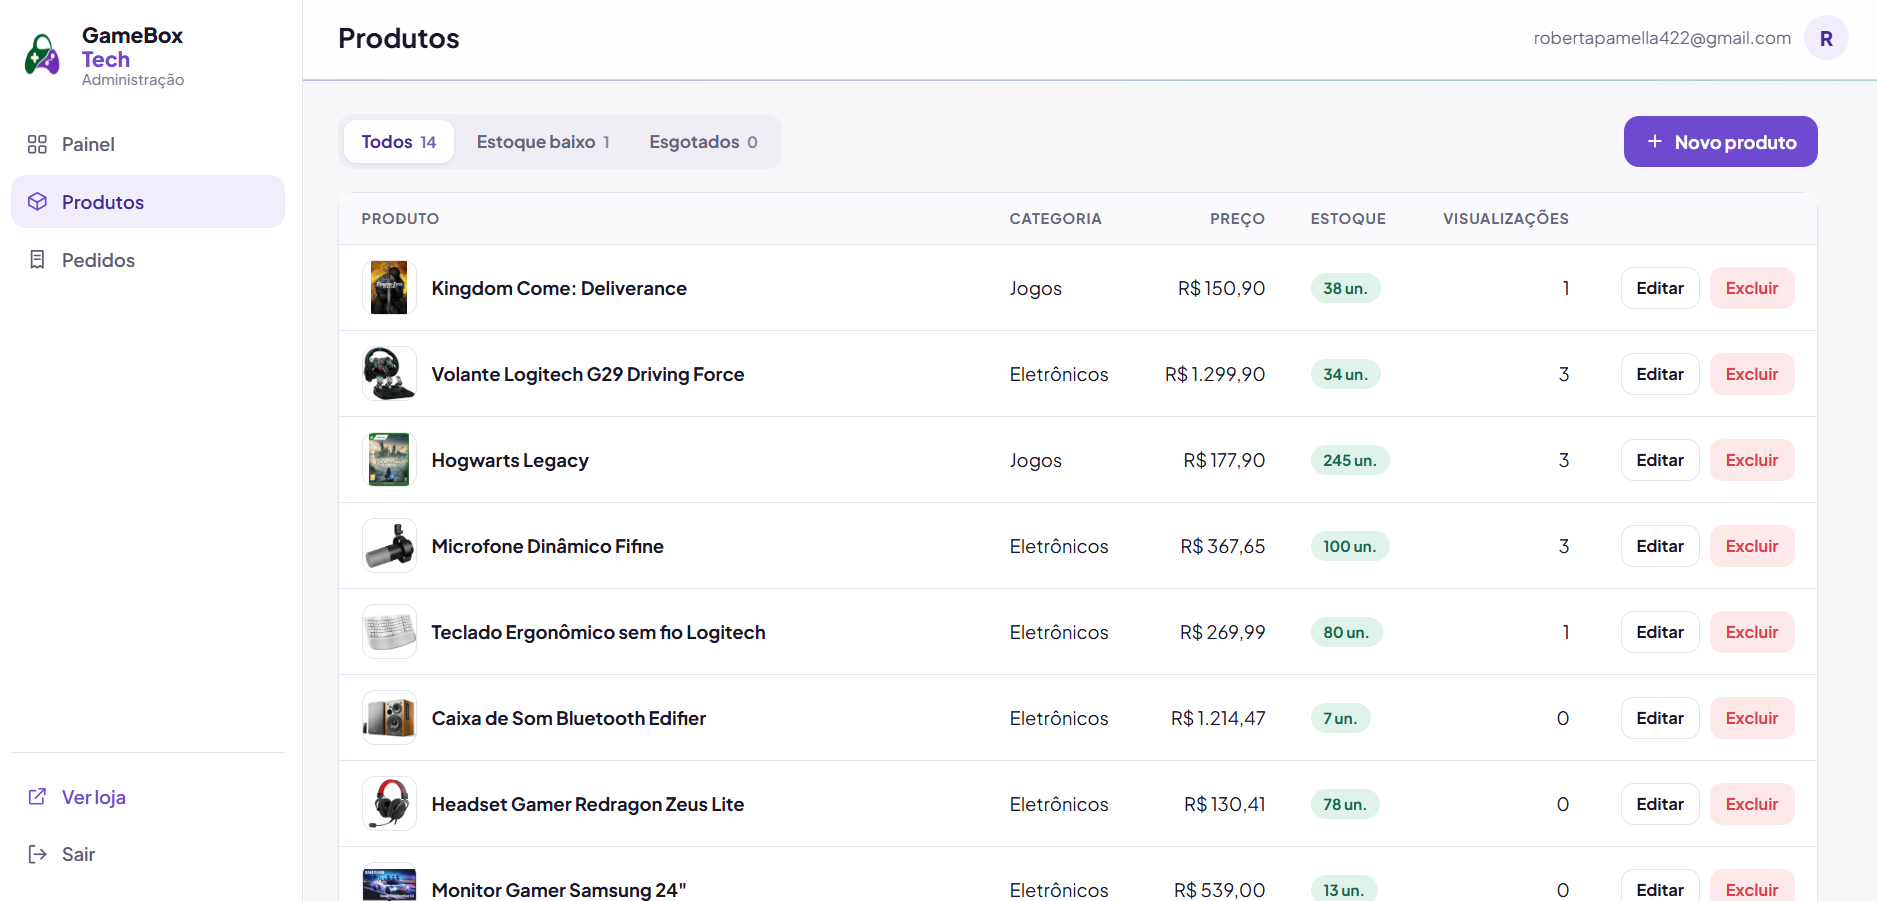 GameBox
Tech
Administração
Painel
Produtos
Pedidos
Ver loja
Sair
Produtos
robertapamella422@gmail.com
R
Todos 14
Estoque baixo 1
Esgotados 0
+ Novo produto
PRODUTO CATEGORIA PREÇO ESTOQUE VISUALIZAÇÕES
Kingdom Come: Deliverance Jogos R$ 150,90 38 un. 1 Editar Excluir
Volante Logitech G29 Driving Force Eletrônicos R$ 1.299,90 34 un. 3 Editar Excluir
Hogwarts Legacy Jogos R$ 177,90 245 un. 3 Editar Excluir
Microfone Dinâmico Fifine Eletrônicos R$ 367,65 100 un. 3 Editar Excluir
Teclado Ergonômico sem fio Logitech Eletrônicos R$ 269,99 80 un. 1 Editar Excluir
Caixa de Som Bluetooth Edifier Eletrônicos R$ 1.214,47 7 un. 0 Editar Excluir
Headset Gamer Redragon Zeus Lite Eletrônicos R$ 130,41 78 un. 0 Editar Excluir
Monitor Gamer Samsung 24" Eletrônicos R$ 539,00 13 un. 0 Editar Excluir